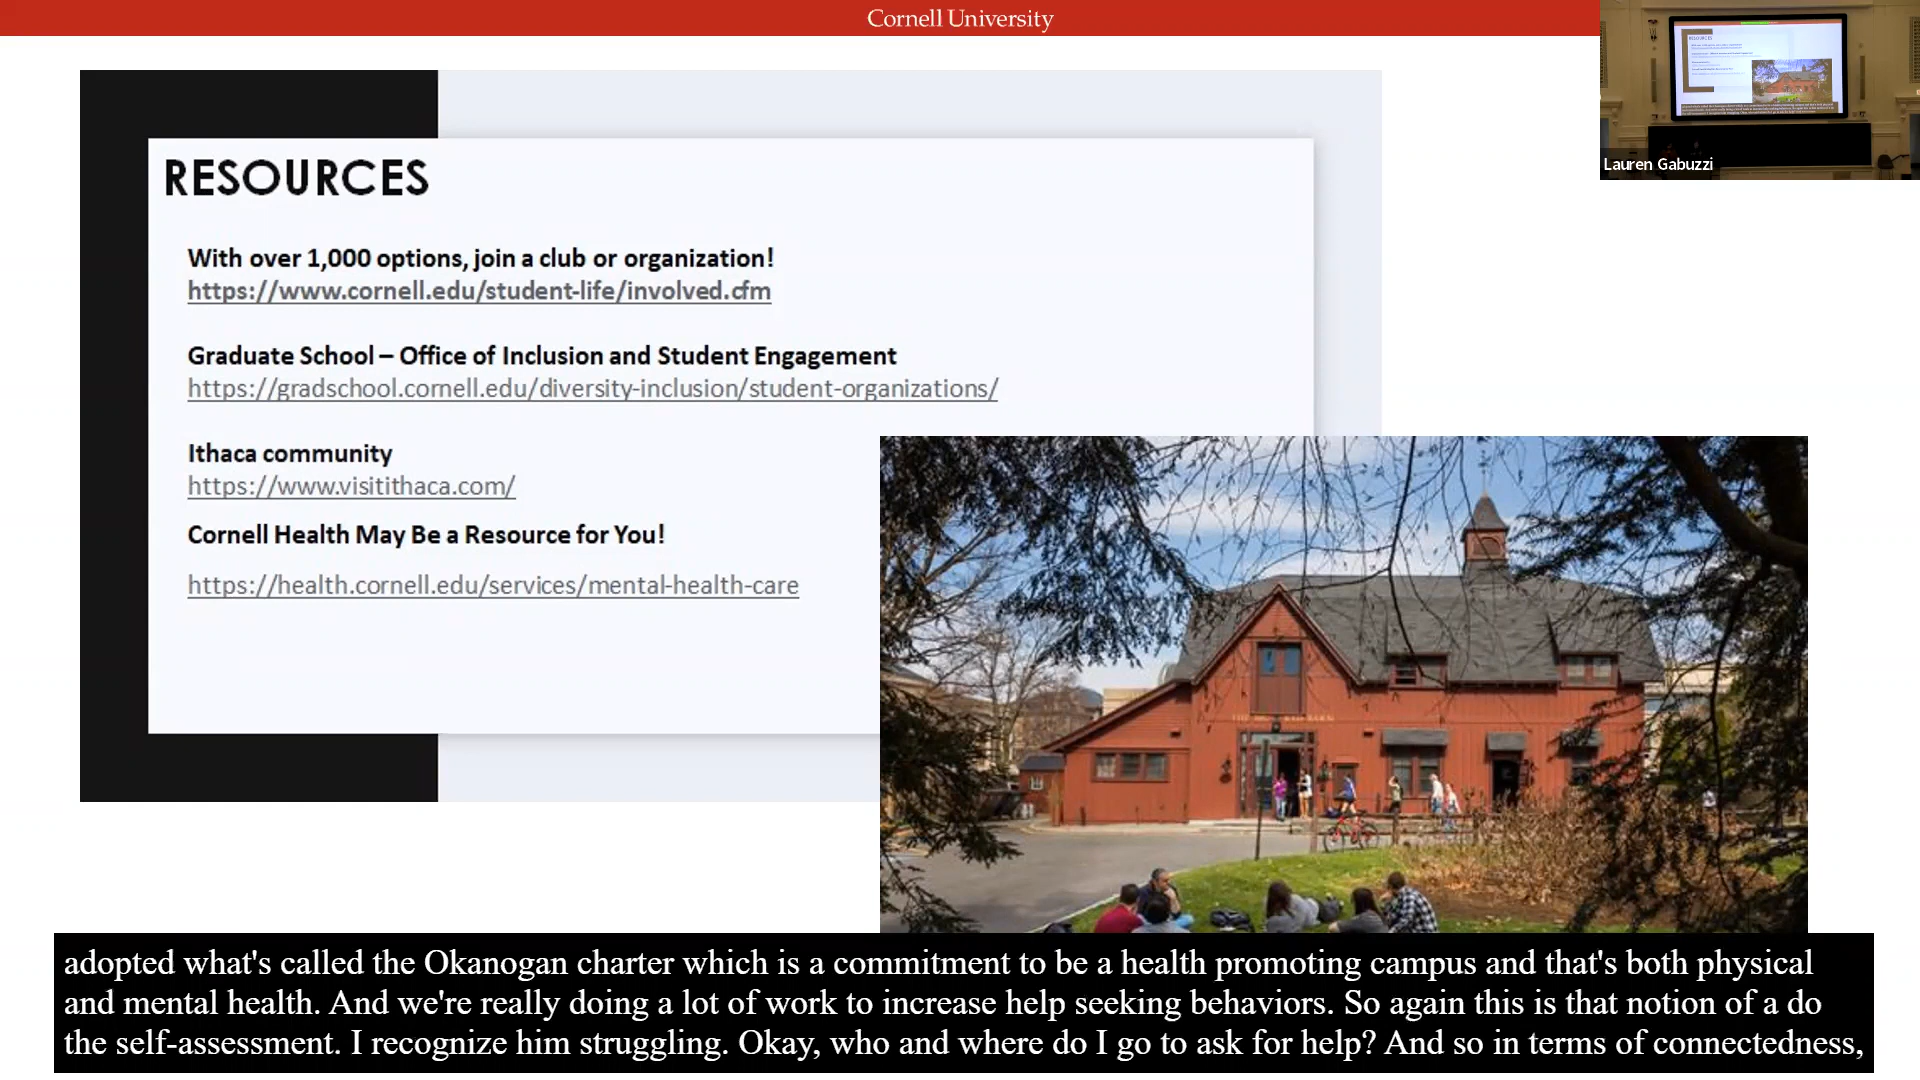 Cornell University
RESOURCES
With over 1,000 options, join a club or organization!
https://www.cornell.edu/student-life/involved.cfm
Graduate School – Office of Inclusion and Student Engagement
https://gradschool.cornell.edu/diversity-inclusion/student-organizations/
Ithaca community
https://www.visitithaca.com/
Cornell Health May Be a Resource for You!
https://health.cornell.edu/services/mental-health-care
Lauren Gabuzzi
adopted what's called the Okanogan charter which is a commitment to be a health promoting campus and that's both physical
and mental health. And we're really doing a lot of work to increase help seeking behaviors. So again this is that notion of a do
the self-assessment. I recognize him struggling. Okay, who and where do I go to ask for help? And so in terms of connectedness,